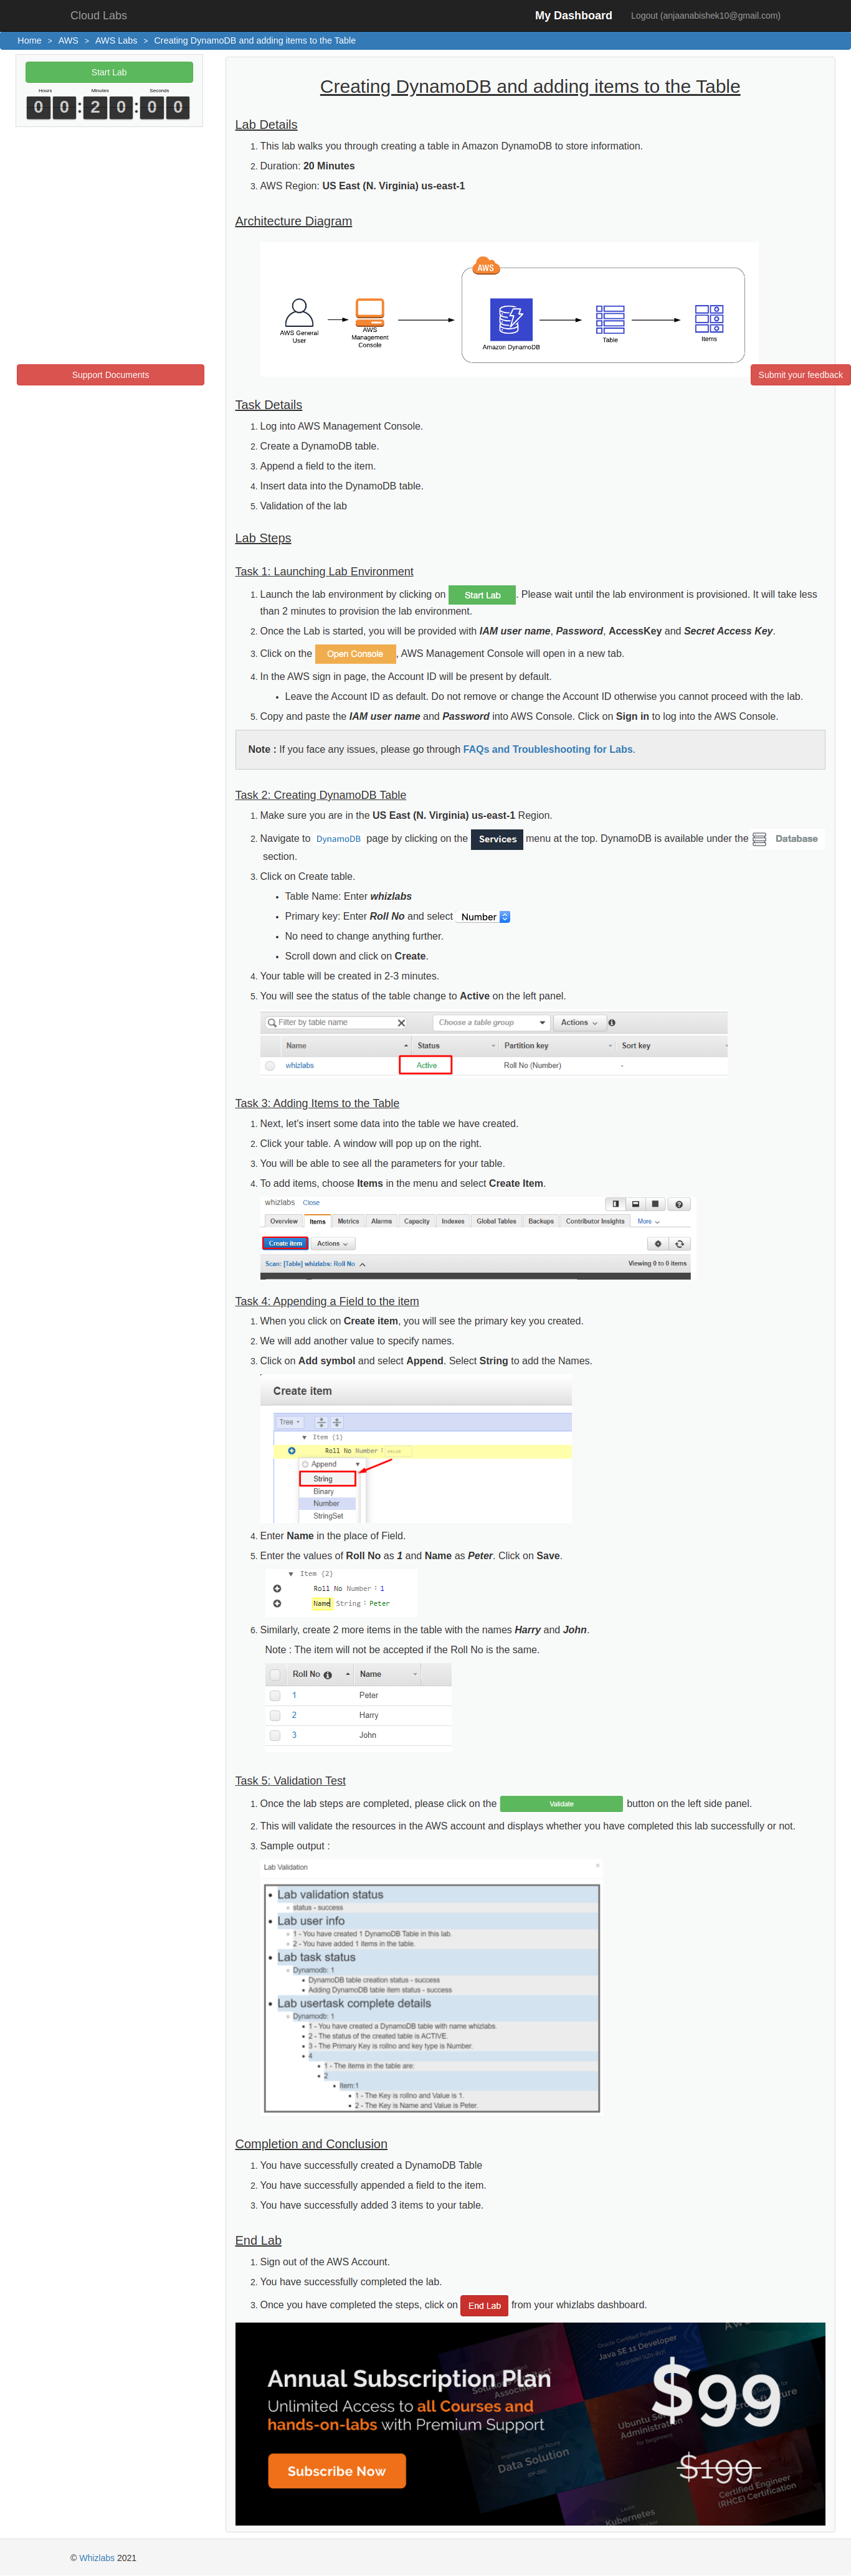 Cloud Labs
My Dashboard
Logout (anjaanabishek10@gmail.com)
Home > AWS > AWS Labs > Creating DynamoDB and adding items to the Table
Start Lab
Hours Minutes Seconds
00:20:00
Support Documents
Submit your feedback
Creating DynamoDB and adding items to the Table
Lab Details
1. This lab walks you through creating a table in Amazon DynamoDB to store information.
2. Duration: 20 Minutes
3. AWS Region: US East (N. Virginia) us-east-1
Architecture Diagram
AWS
AWS General
User
AWS
Management
Console
Amazon DynamoDB
Table
Items
Task Details
1. Log into AWS Management Console.
2. Create a DynamoDB table.
3. Append a field to the item.
4. Insert data into the DynamoDB table.
5. Validation of the lab
Lab Steps
Task 1: Launching Lab Environment
1. Launch the lab environment by clicking on Start Lab. Please wait until the lab environment is provisioned. It will take less
than 2 minutes to provision the lab environment.
2. Once the Lab is started, you will be provided with IAM user name, Password, AccessKey and Secret Access Key.
3. Click on the Open Console, AWS Management Console will open in a new tab.
4. In the AWS sign in page, the Account ID will be present by default.
• Leave the Account ID as default. Do not remove or change the Account ID otherwise you cannot proceed with the lab.
5. Copy and paste the IAM user name and Password into AWS Console. Click on Sign in to log into the AWS Console.
Note : If you face any issues, please go through FAQs and Troubleshooting for Labs.
Task 2: Creating DynamoDB Table
1. Make sure you are in the US East (N. Virginia) us-east-1 Region.
2. Navigate to DynamoDB page by clicking on the Services menu at the top. DynamoDB is available under the Database
section.
3. Click on Create table.
• Table Name: Enter whizlabs
• Primary key: Enter Roll No and select Number
• No need to change anything further.
• Scroll down and click on Create.
4. Your table will be created in 2-3 minutes.
5. You will see the status of the table change to Active on the left panel.
Filter by table name Choose a table group Actions
Name Status Partition key Sort key
whizlabs Active Roll No (Number) -
Task 3: Adding Items to the Table
1. Next, let's insert some data into the table we have created.
2. Click your table. A window will pop up on the right.
3. You will be able to see all the parameters for your table.
4. To add items, choose Items in the menu and select Create Item.
whizlabs Close
Overview Items Metrics Alarms Capacity Indexes Global Tables Backups Contributor Insights More
Create item Actions
Scan: [Table] whizlabs: Roll No Viewing 0 to 0 items
Task 4: Appending a Field to the item
1. When you click on Create item, you will see the primary key you created.
2. We will add another value to specify names.
3. Click on Add symbol and select Append. Select String to add the Names.
Create item
Tree
Item {1}
Roll No Number : VALUE
Append
String
Binary
Number
StringSet
4. Enter Name in the place of Field.
5. Enter the values of Roll No as 1 and Name as Peter. Click on Save.
Item {2}
Roll No Number : 1
Name String : Peter
6. Similarly, create 2 more items in the table with the names Harry and John.
Note : The item will not be accepted if the Roll No is the same.
Roll No Name
1 Peter
2 Harry
3 John
Task 5: Validation Test
1. Once the lab steps are completed, please click on the Validate button on the left side panel.
2. This will validate the resources in the AWS account and displays whether you have completed this lab successfully or not.
3. Sample output :
Lab Validation ×
• Lab validation status
status - success
• Lab user info
1 - You have created 1 DynamoDB Table in this lab.
2 - You have added 1 items in the table.
• Lab task status
Dynamodb: 1
DynamoDB table creation status - success
Adding DynamoDB table item status - success
• Lab usertask complete details
Dynamodb: 1
1 - You have created a DynamoDB table with name whizlabs.
2 - The status of the created table is ACTIVE.
3 - The Primary Key is rollno and key type is Number.
4
1 - The items in the table are:
2
Item:1
1 - The Key is rollno and Value is 1.
2 - The Key is Name and Value is Peter.
Completion and Conclusion
1. You have successfully created a DynamoDB Table
2. You have successfully appended a field to the item.
3. You have successfully added 3 items to your table.
End Lab
1. Sign out of the AWS Account.
2. You have successfully completed the lab.
3. Once you have completed the steps, click on End Lab from your whizlabs dashboard.
Annual Subscription Plan
Unlimited Access to all Courses and
hands-on-labs with Premium Support
Subscribe Now
$99
$199
Oracle Certified Professional
Java SE 11 Developer
Data Solution
Ubuntu
Administration
Certified Engineer
(RHCE) Certification
Kubernetes
© Whizlabs 2021